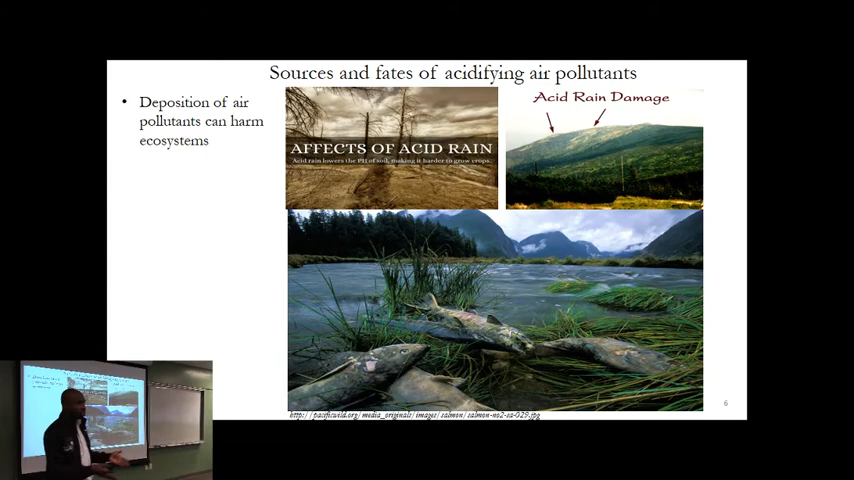 Sources and fates of acidifying air pollutants
• Deposition of air
pollutants can harm
ecosystems
AFFECTS OF ACID RAIN
Acid rain lowers the PH of soil, making it harder to grow crops.
Acid Rain Damage
http://pacificwild.org/media_originals/images/salmon/salmon-no2-sa-029.jpg
6